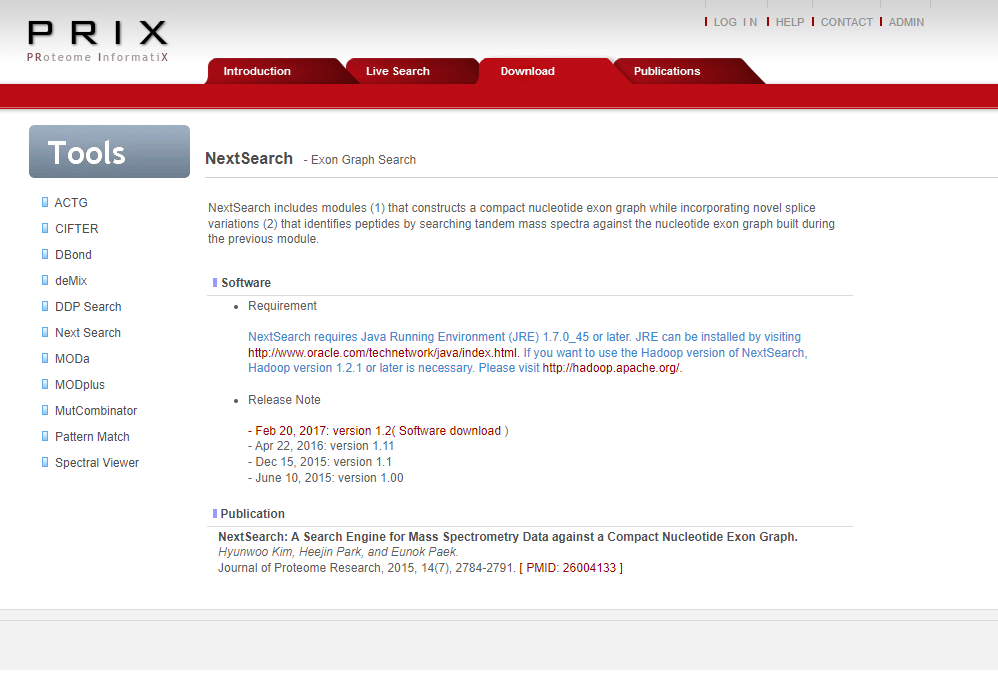 PRIX
PRoteome InformatiX
LOG IN
HELP
CONTACT
ADMIN
Introduction
Live Search
Download
Publications
Tools
ACTG
CIFTER
DBond
deMix
DDP Search
Next Search
MODa
MODplus
MutCombinator
Pattern Match
Spectral Viewer
NextSearch - Exon Graph Search
NextSearch includes modules (1) that constructs a compact nucleotide exon graph while incorporating novel splice
variations (2) that identifies peptides by searching tandem mass spectra against the nucleotide exon graph built during
the previous module.
Software
• Requirement
NextSearch requires Java Running Environment (JRE) 1.7.0_45 or later. JRE can be installed by visiting
http://www.oracle.com/technetwork/java/index.html. If you want to use the Hadoop version of NextSearch,
Hadoop version 1.2.1 or later is necessary. Please visit http://hadoop.apache.org/.
• Release Note
- Feb 20, 2017: version 1.2( Software download )
- Apr 22, 2016: version 1.11
- Dec 15, 2015: version 1.1
- June 10, 2015: version 1.00
Publication
NextSearch: A Search Engine for Mass Spectrometry Data against a Compact Nucleotide Exon Graph.
Hyunwoo Kim, Heejin Park, and Eunok Paek.
Journal of Proteome Research, 2015, 14(7), 2784-2791. [ PMID: 26004133 ]